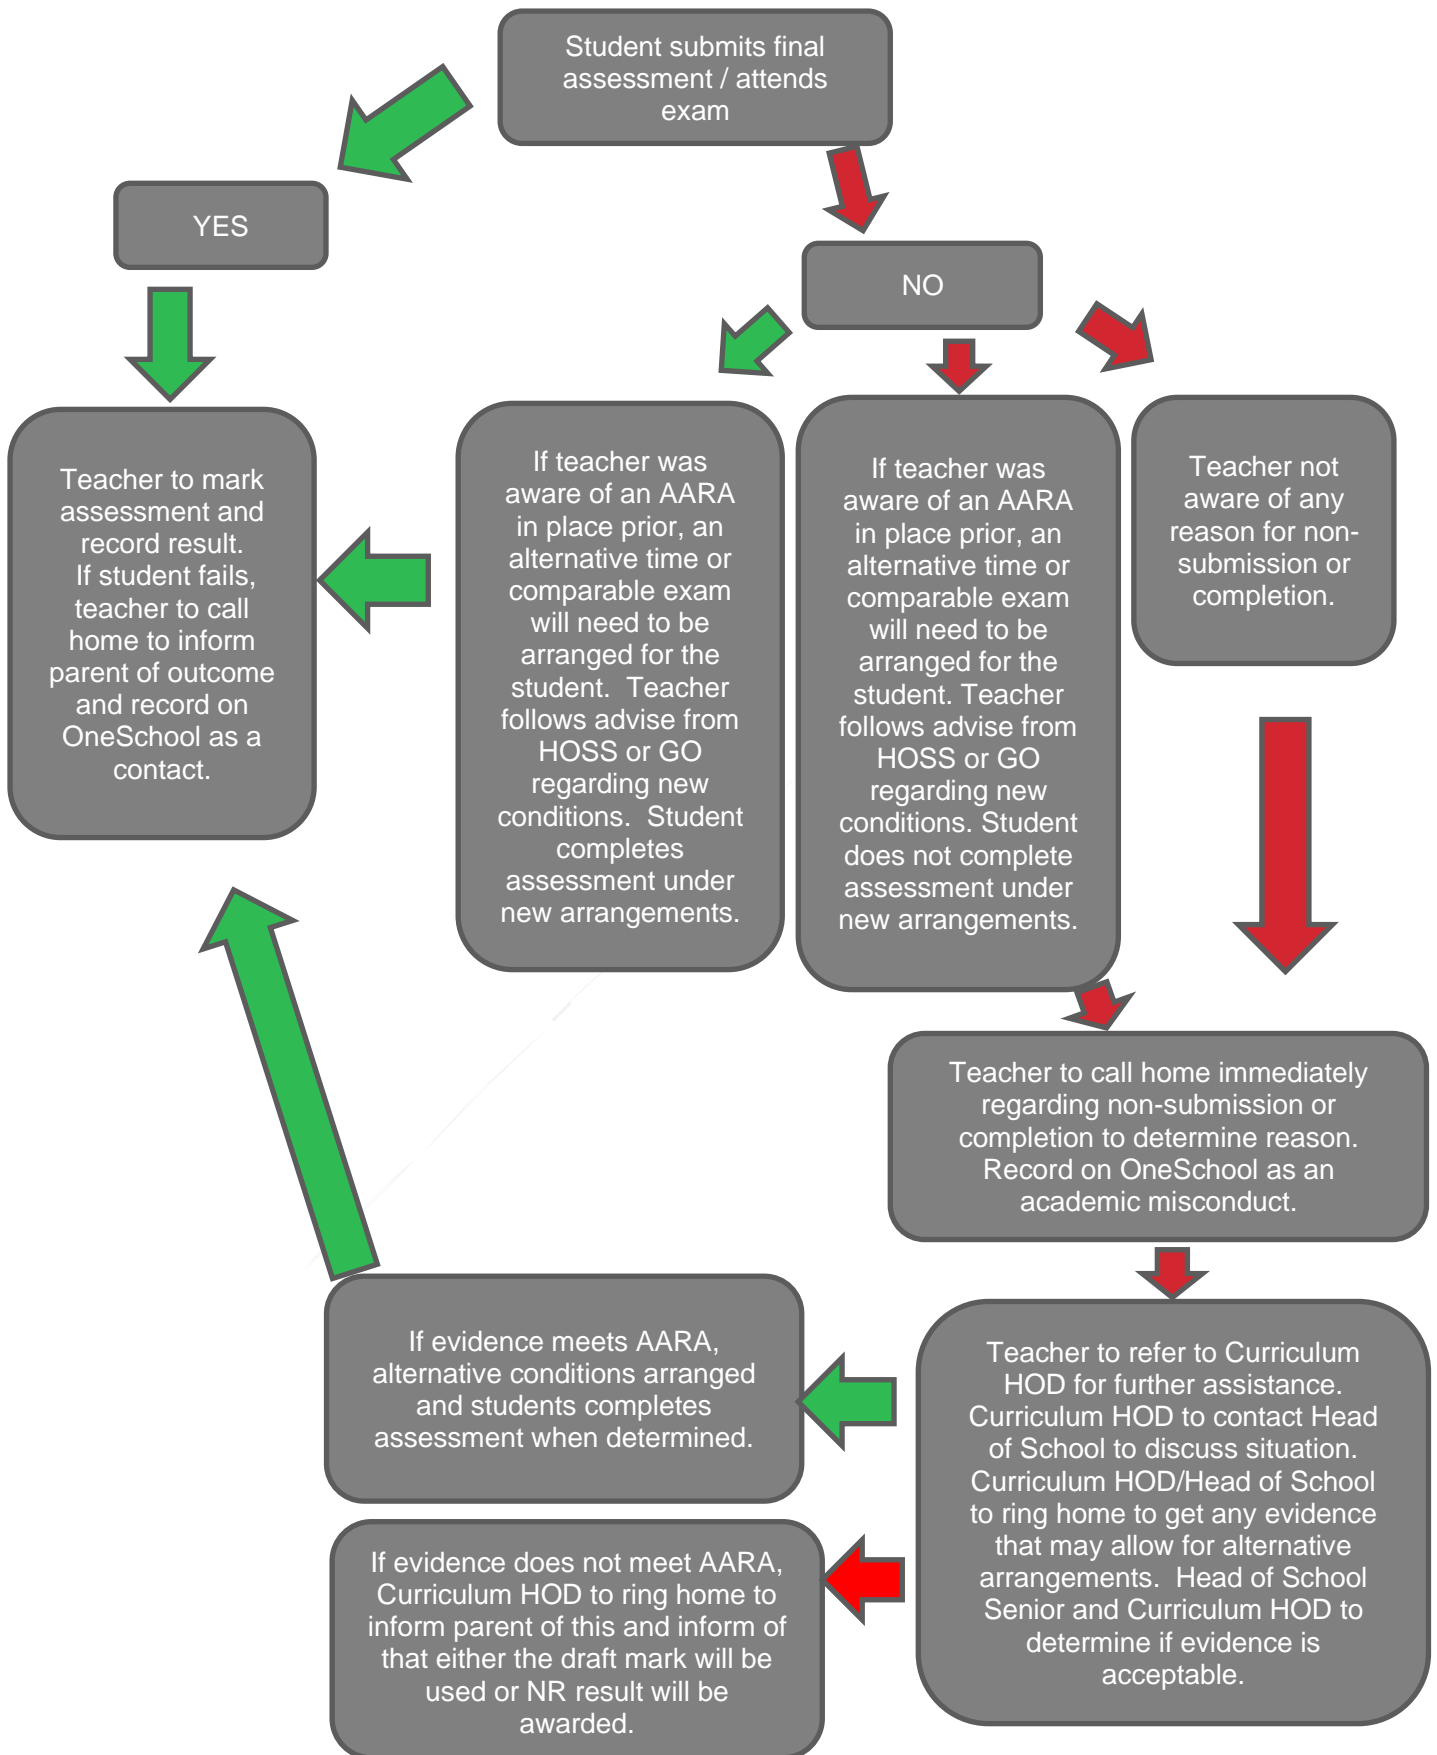 Student submits final
assessment / attends
exam
YES
NO
Teacher to mark
assessment and
record result.
If student fails,
teacher to call
home to inform
parent of outcome
and record on
OneSchool as a
contact.
If teacher was
aware of an AARA
in place prior, an
alternative time or
comparable exam
will need to be
arranged for the
student. Teacher
follows advise from
HOSS or GO
regarding new
conditions. Student
completes
assessment under
new arrangements.
If teacher was
aware of an AARA
in place prior, an
alternative time or
comparable exam
will need to be
arranged for the
student. Teacher
follows advise from
HOSS or GO
regarding new
conditions. Student
does not complete
assessment under
new arrangements.
Teacher not
aware of any
reason for non-
submission or
completion.
Teacher to call home immediately
regarding non-submission or
completion to determine reason.
Record on OneSchool as an
academic misconduct.
If evidence meets AARA,
alternative conditions arranged
and students completes
assessment when determined.
Teacher to refer to Curriculum
HOD for further assistance.
Curriculum HOD to contact Head
of School to discuss situation.
Curriculum HOD/Head of School
to ring home to get any evidence
that may allow for alternative
arrangements. Head of School
Senior and Curriculum HOD to
determine if evidence is
acceptable.
If evidence does not meet AARA,
Curriculum HOD to ring home to
inform parent of this and inform of
that either the draft mark will be
used or NR result will be
awarded.